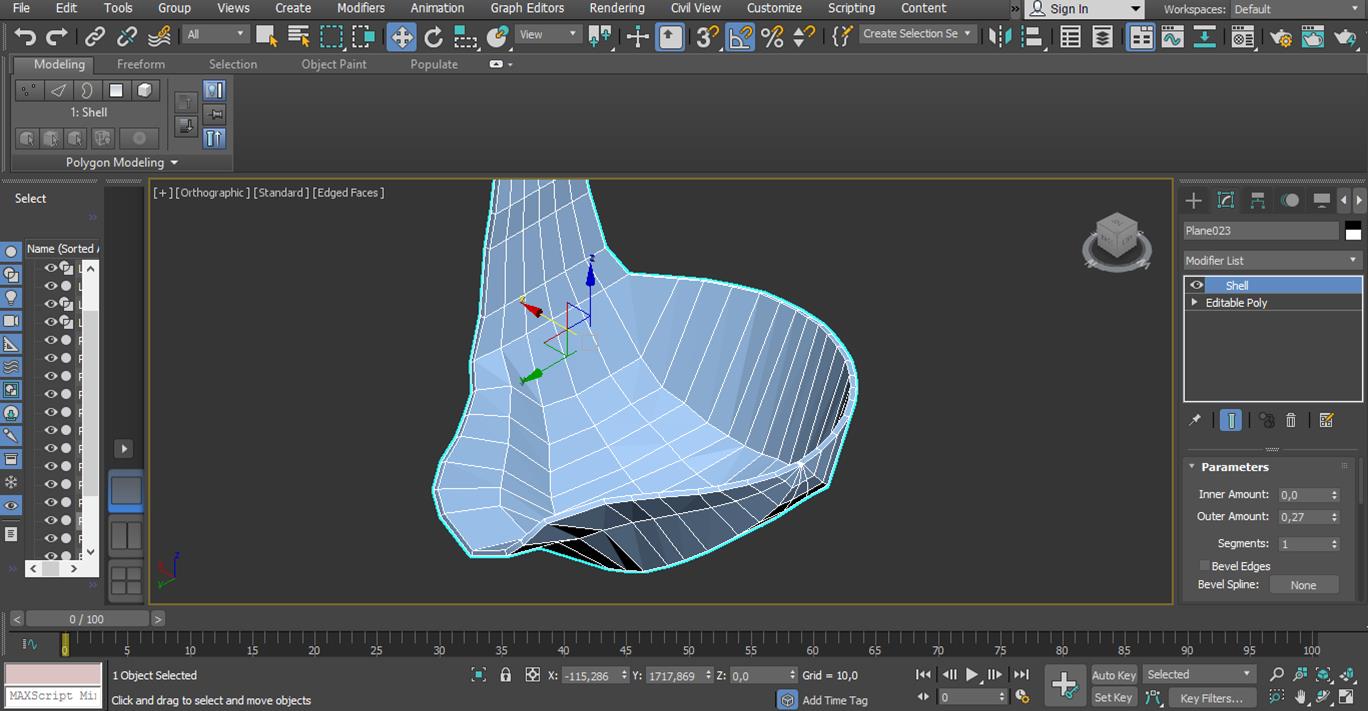 File Edit Tools Group Views Create Modifiers Animation Graph Editors Rendering Civil View Customize Scripting Content » Sign In Workspaces: Default
All View 3 Create Selection Se
Modeling Freeform Selection Object Paint Populate
1: Shell
Polygon Modeling
Select
Name (Sorted A
[+] [Orthographic] [Standard] [Edged Faces]
z
Plane023
Modifier List
Shell
Editable Poly
Parameters
Inner Amount: 0,0
Outer Amount: 0,27
Segments: 1
Bevel Edges
Bevel Spline: None
z
y
< 0 / 100 >
0 5 10 15 20 25 30 35 40 45 50 55 60 65 70 75 80 85 90 95 100
1 Object Selected X: -115,286 Y: 1717,869 Z: 0,0 Grid = 10,0 Auto Key Selected
MAXScript Mi Click and drag to select and move objects Add Time Tag 0 Set Key Key Filters...